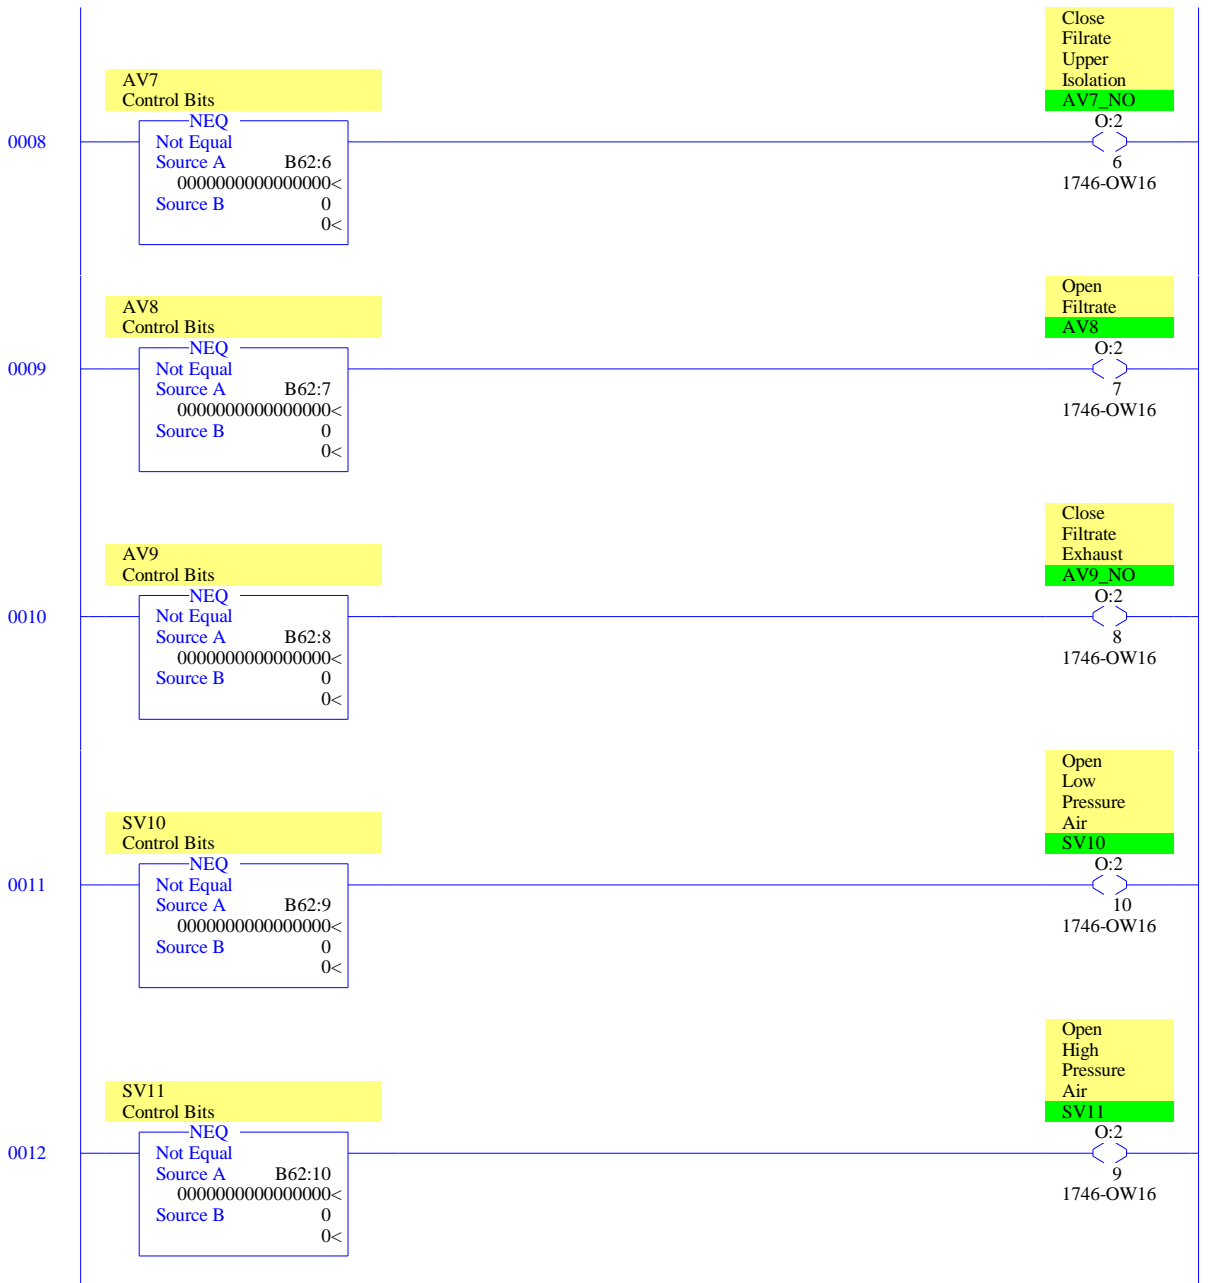 Close
Filrate
Upper
Isolation
AV7_NO
AV7
Control Bits
0008
NEQ
Not Equal
Source A B62:6
0000000000000000<
Source B 0
0<
O:2
6
1746-OW16
Open
Filtrate
AV8
AV8
Control Bits
0009
NEQ
Not Equal
Source A B62:7
0000000000000000<
Source B 0
0<
O:2
7
1746-OW16
Close
Filtrate
Exhaust
AV9_NO
AV9
Control Bits
0010
NEQ
Not Equal
Source A B62:8
0000000000000000<
Source B 0
0<
O:2
8
1746-OW16
Open
Low
Pressure
Air
SV10
SV10
Control Bits
0011
NEQ
Not Equal
Source A B62:9
0000000000000000<
Source B 0
0<
O:2
10
1746-OW16
Open
High
Pressure
Air
SV11
SV11
Control Bits
0012
NEQ
Not Equal
Source A B62:10
0000000000000000<
Source B 0
0<
O:2
9
1746-OW16